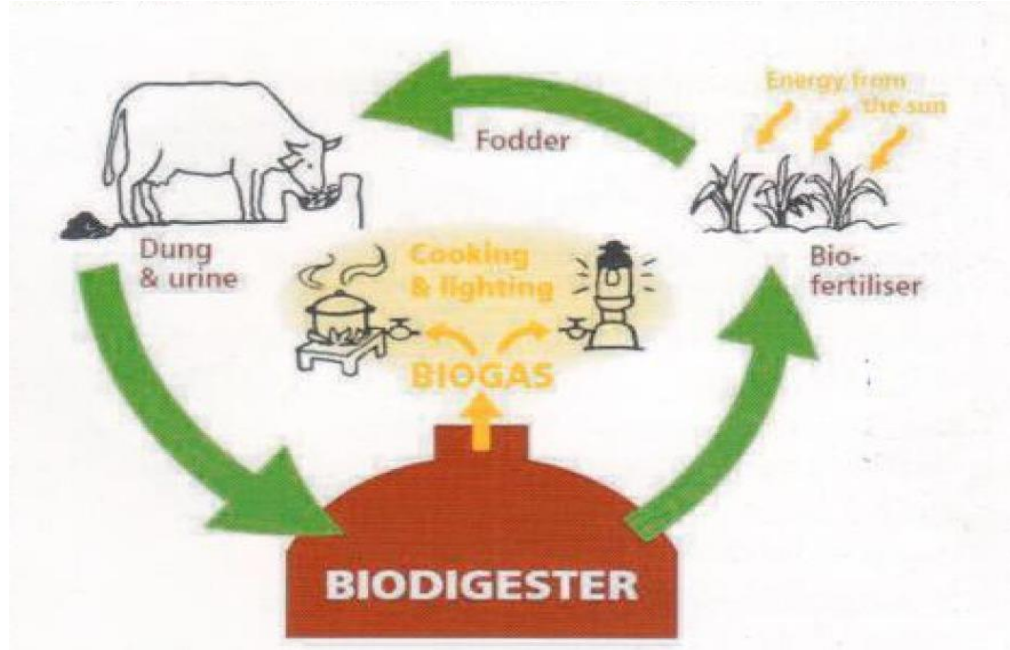 Energy from
the sun
Fodder
Dung
& urine
Cooking
& lighting
Bio-
fertiliser
BIOGAS
BIODIGESTER